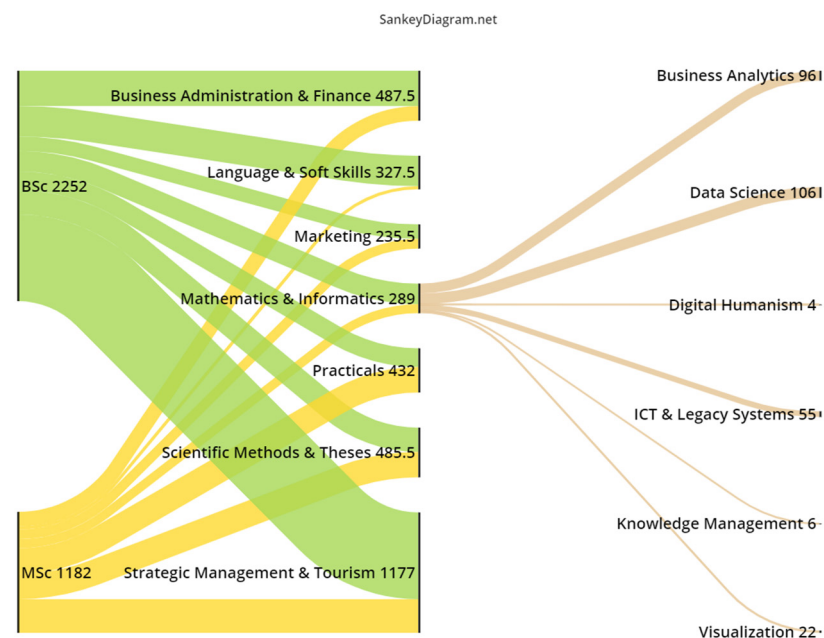 SankeyDiagram.net
BSc 2252
MSc 1182
Business Administration & Finance 487.5
Language & Soft Skills 327.5
Marketing 235.5
Mathematics & Informatics 289
Practicals 432
Scientific Methods & Theses 485.5
Strategic Management & Tourism 1177
Business Analytics 96
Data Science 106
Digital Humanism 4
ICT & Legacy Systems 55
Knowledge Management 6
Visualization 22